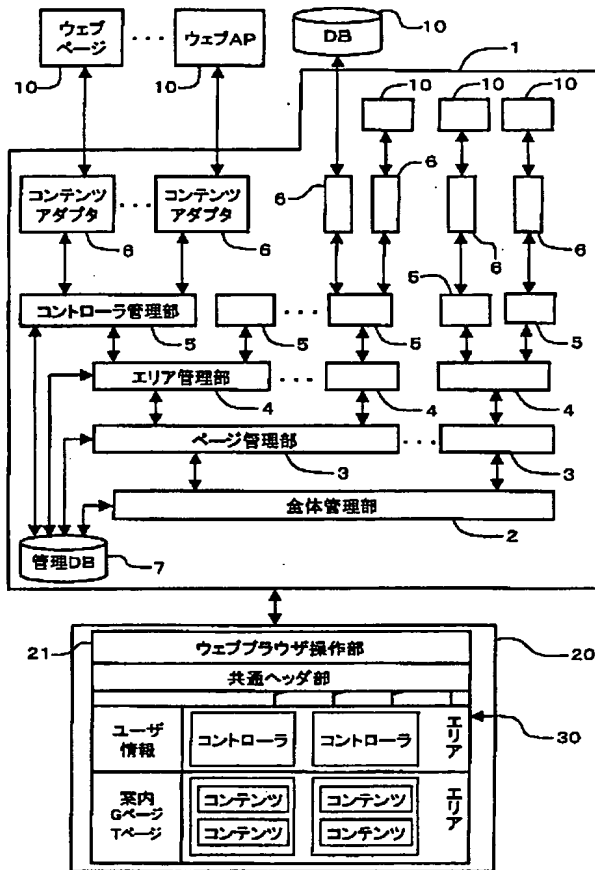 ウェブ
ページ
10
ウェブAP
10
DB
10
1
10
10
10
コンテンツ
アダプタ
6
コンテンツ
アダプタ
6
6
6
6
6
コントローラ管理部
5
5
5
5
5
エリア管理部
4
4
4
ページ管理部
3
3
全体管理部
2
管理DB
7
21
ウェブブラウザ操作部
20
共通ヘッダ部
ユーザ
情報
コントローラ
コントローラ
エリア
30
案内
Gページ
Tページ
コンテンツ
コンテンツ
コンテンツ
コンテンツ
エリア